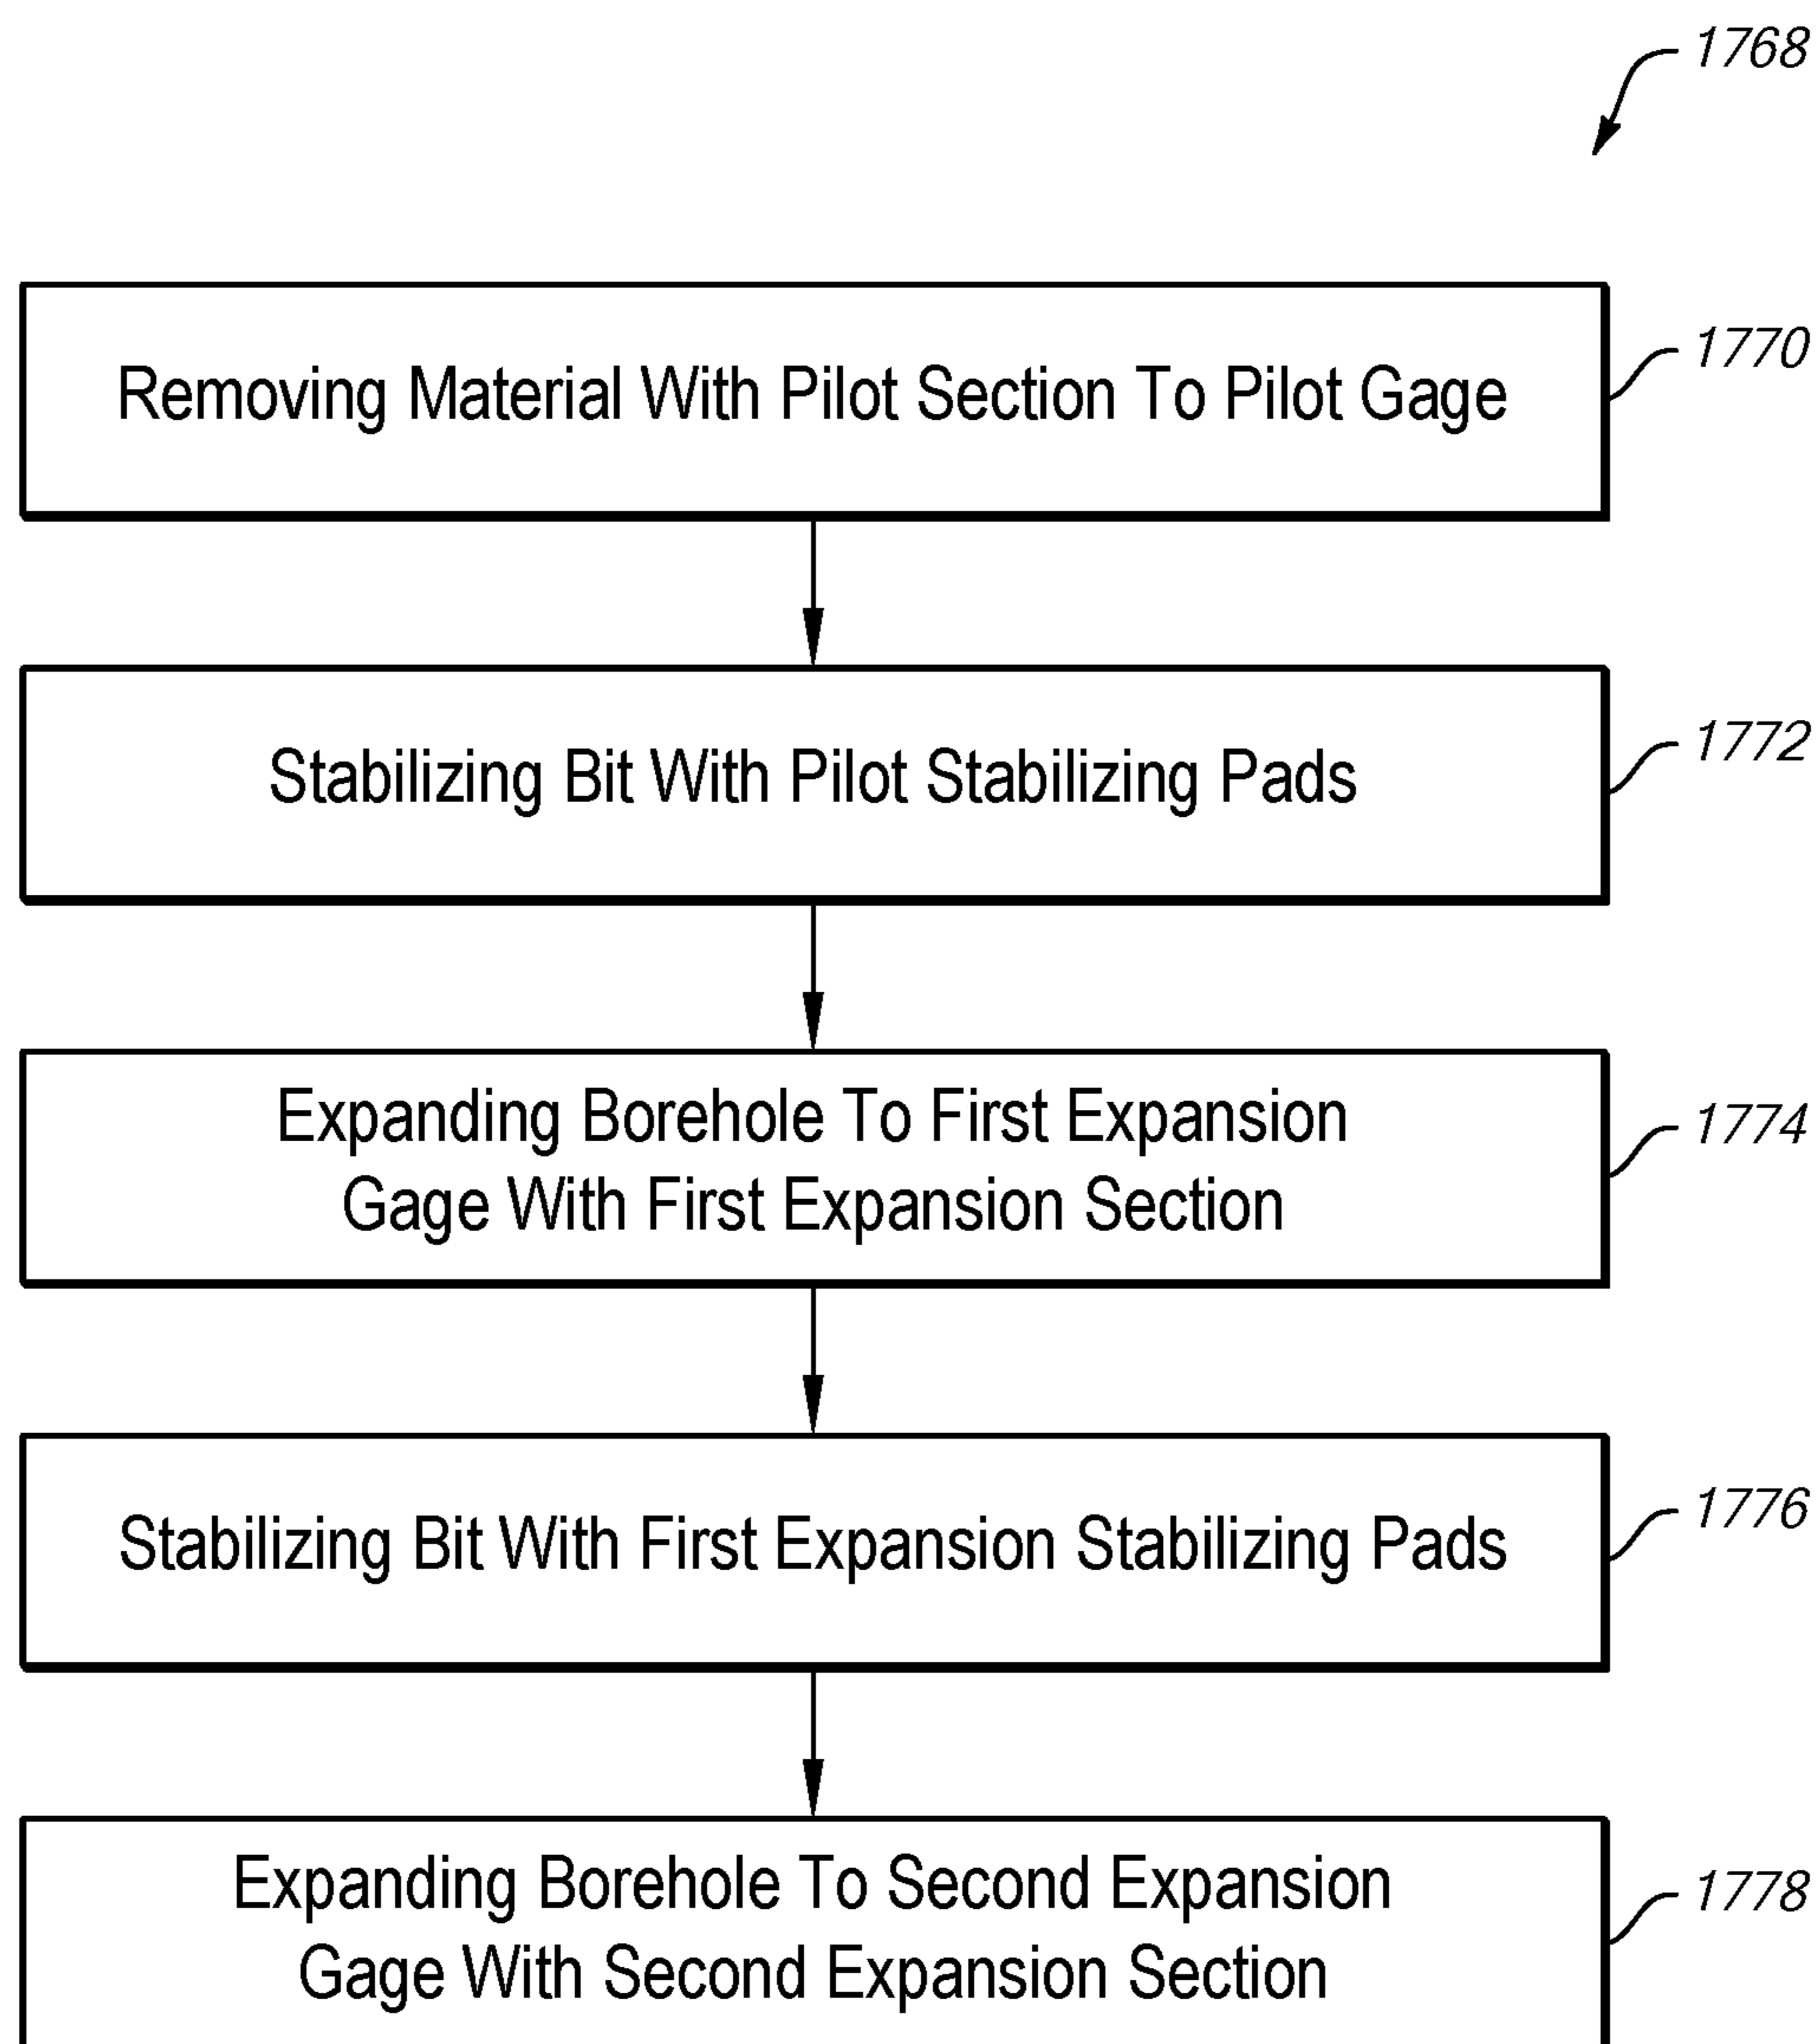 1768
Removing Material With Pilot Section To Pilot Gage
1770
Stabilizing Bit With Pilot Stabilizing Pads
1772
Expanding Borehole To First Expansion
Gage With First Expansion Section
1774
Stabilizing Bit With First Expansion Stabilizing Pads
1776
Expanding Borehole To Second Expansion
Gage With Second Expansion Section
1778